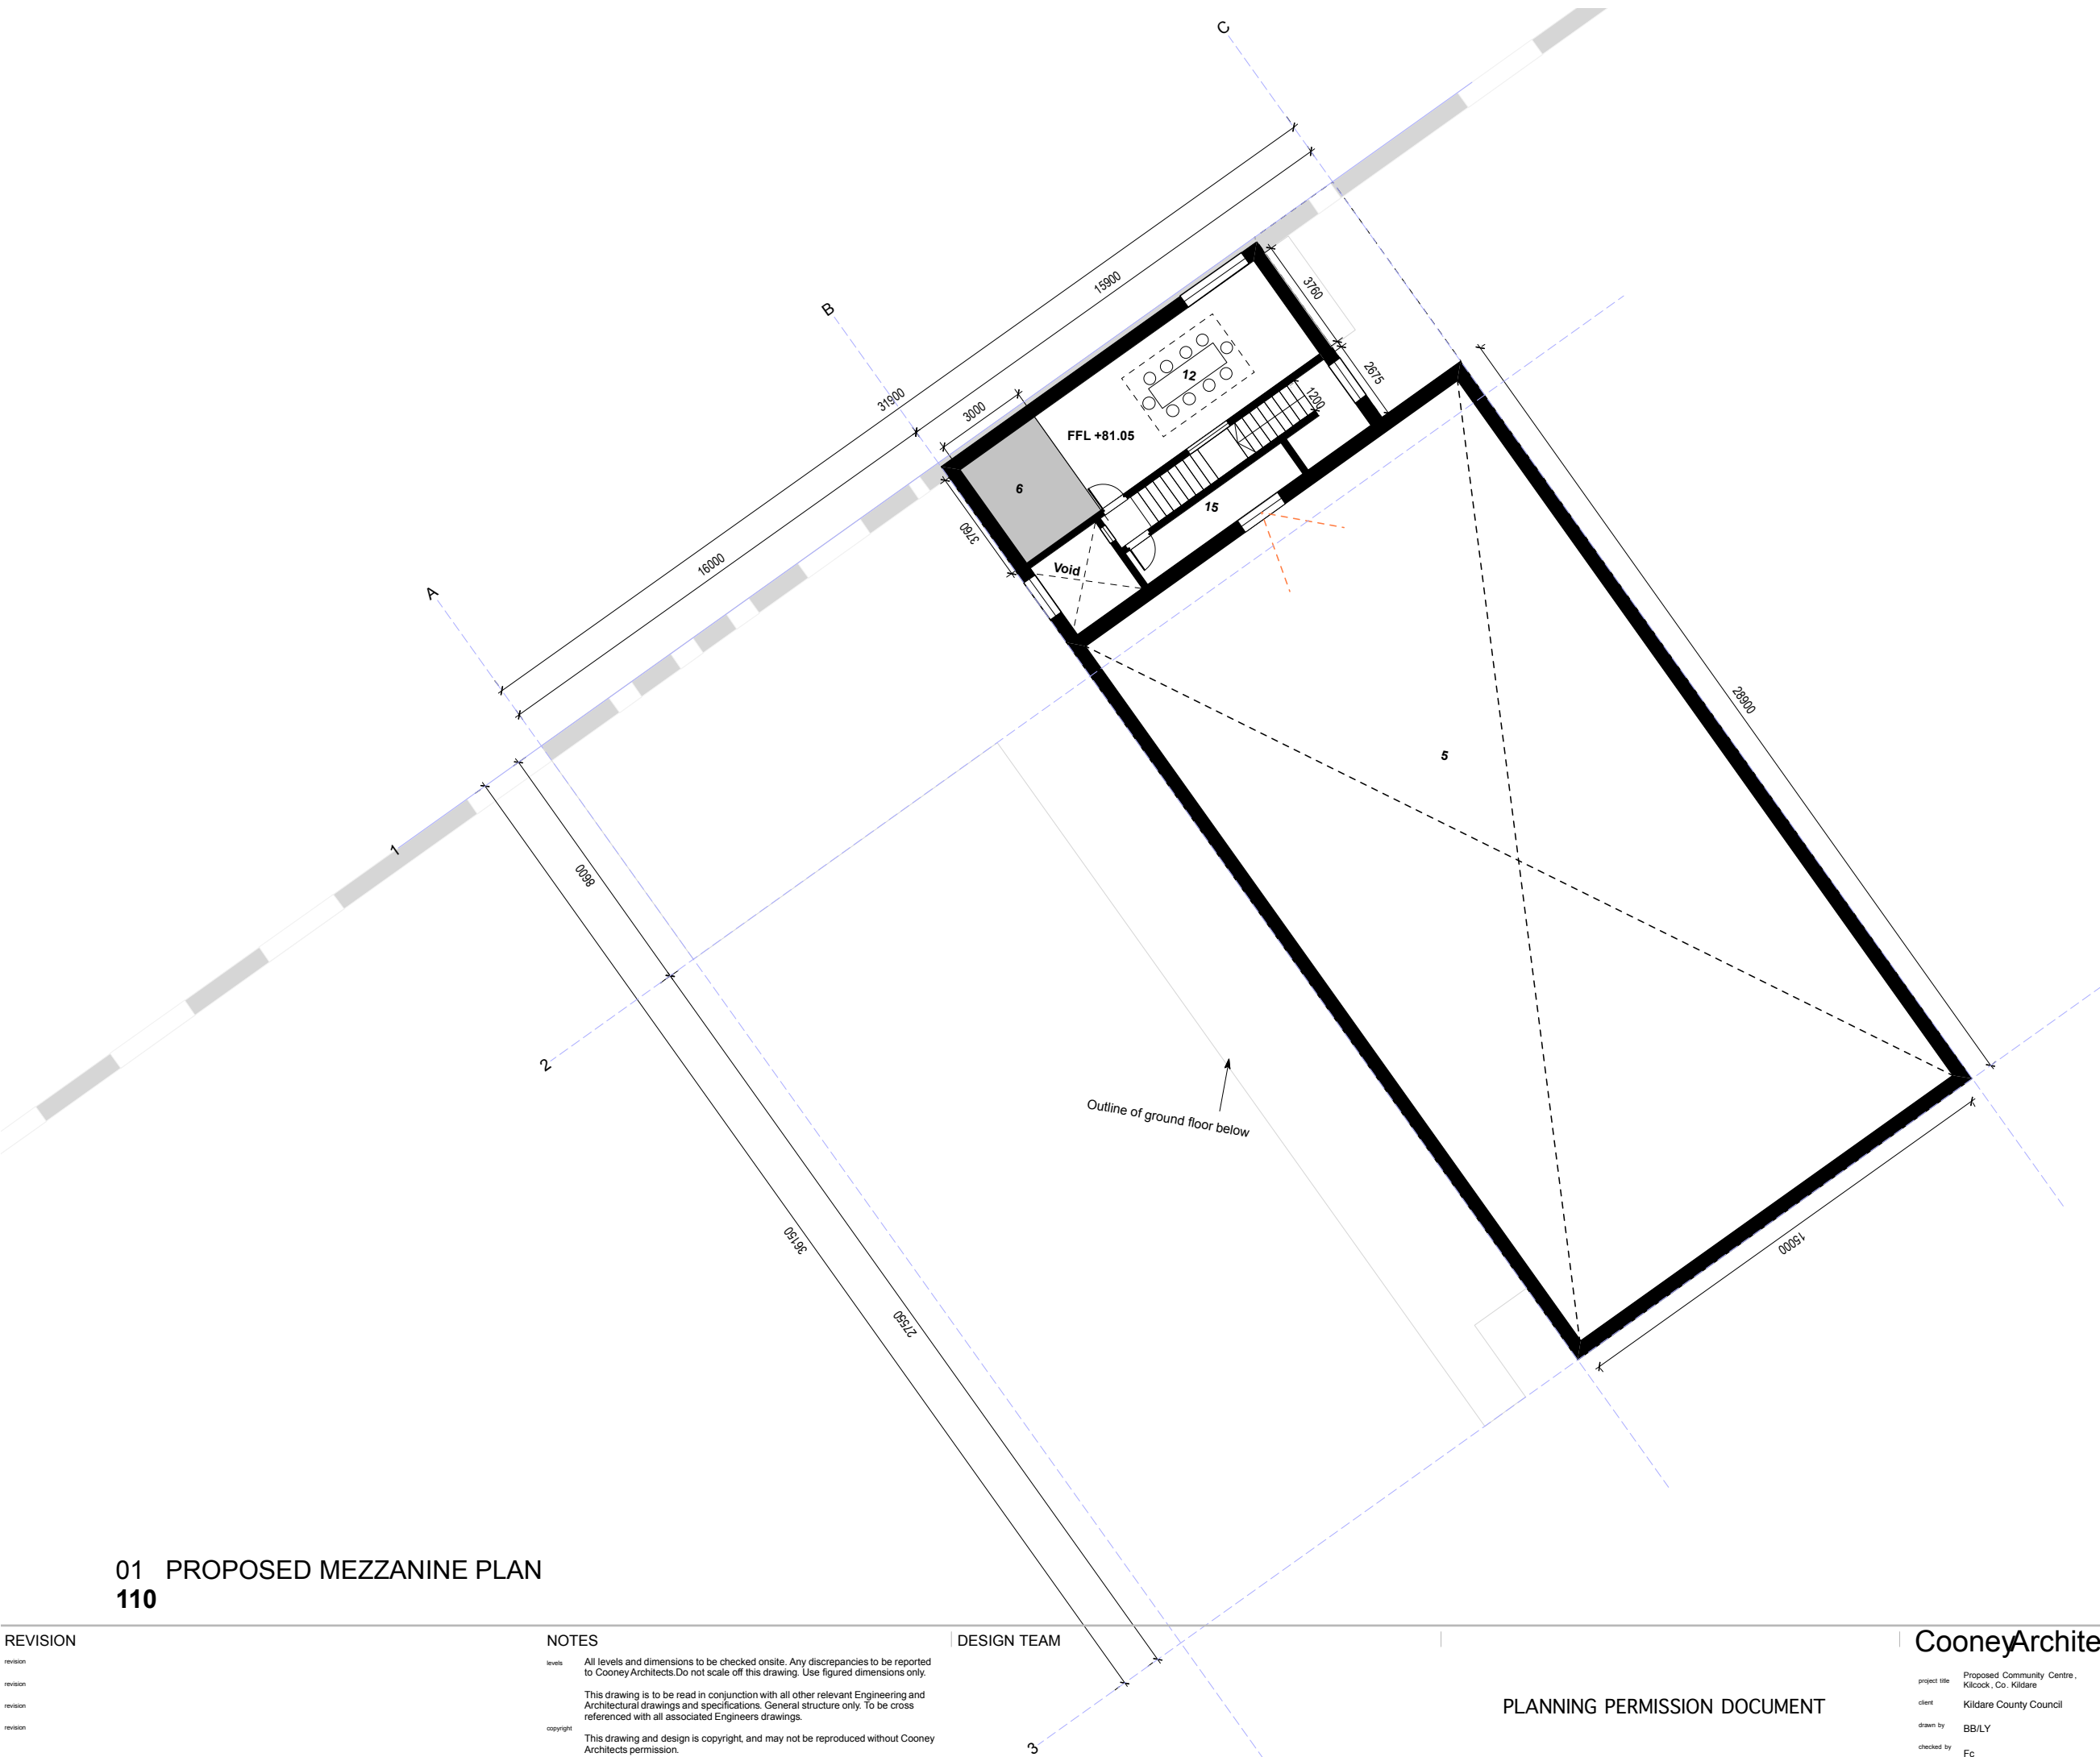 C
B
A
1
2
3
31900
15900
16000
3000
3760
2675
1200
3760
12
FFL +81.05
6
15
Void
28900
5
8600
Outline of ground floor below
36150
27550
15000
01 PROPOSED MEZZANINE PLAN
110
REVISION
revision
revision
revision
revision
NOTES
levels
All levels and dimensions to be checked onsite. Any discrepancies to be reported
to Cooney Architects.Do not scale off this drawing. Use figured dimensions only.
This drawing is to be read in conjunction with all other relevant Engineering and
Architectural drawings and specifications. General structure only. To be cross
referenced with all associated Engineers drawings.
copyright
This drawing and design is copyright, and may not be reproduced without Cooney
Architects permission.
DESIGN TEAM
PLANNING PERMISSION DOCUMENT
CooneyArchite
project title
Proposed Community Centre,
Kilcock, Co. Kildare
client
Kildare County Council
drawn by
BB/LY
checked by
Fc